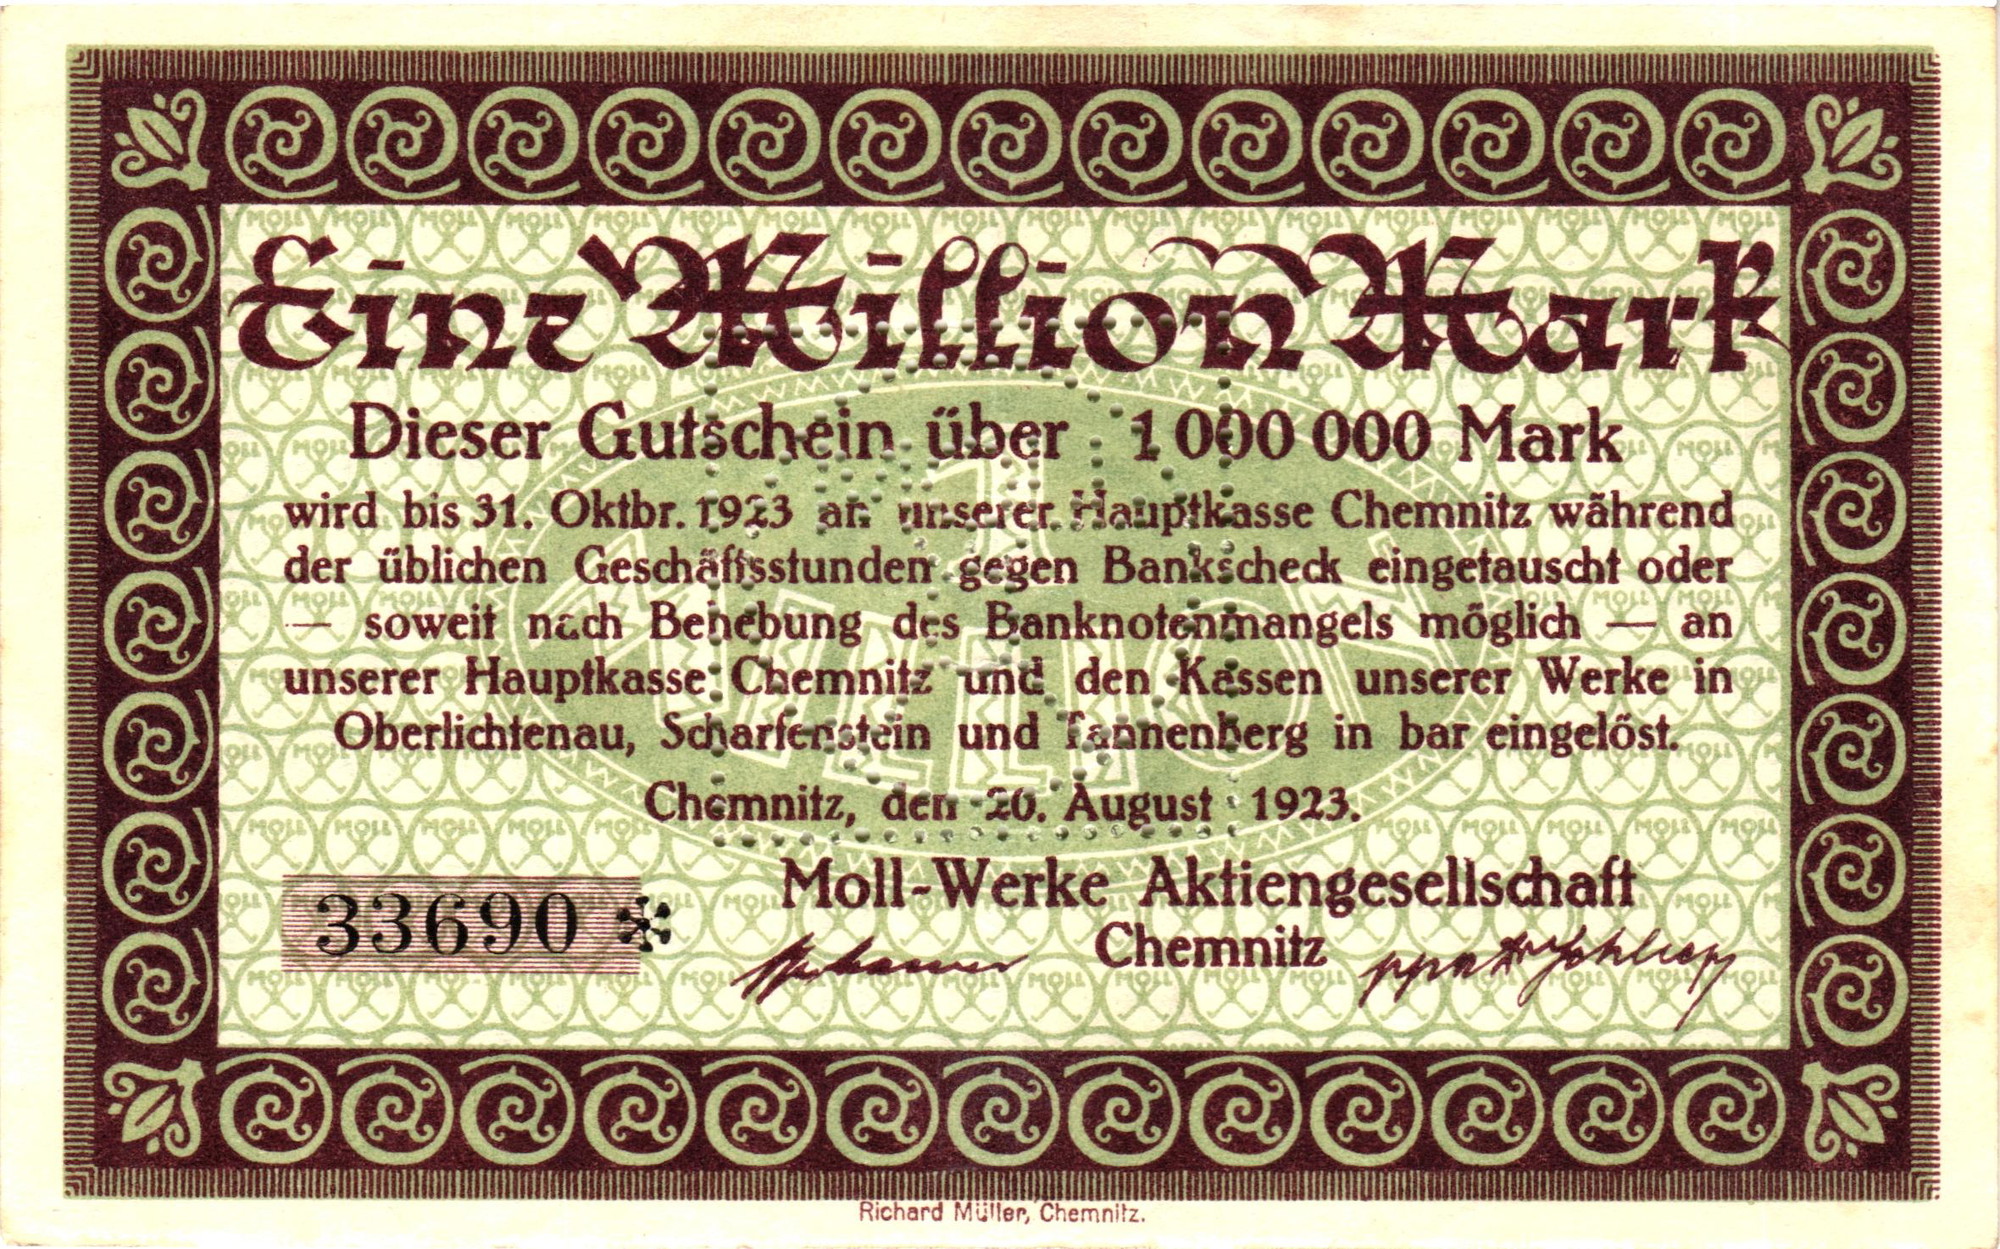 Eine Million Mark
Dieser Gutschein über 1 000 000 Mark
wird bis 31. Oktbr. 1923 an unserer Hauptkasse Chemnitz während
der üblichen Geschäftsstunden gegen Bankscheck eingetauscht oder
— soweit nach Behebung des Banknotenmangels möglich — an
unserer Hauptkasse Chemnitz und den Kassen unserer Werke in
Oberlichtenau, Scharfenstein und Tannenberg in bar eingelöst.
Chemnitz, den 20. August 1923.
Moll-Werke Aktiengesellschaft
Chemnitz
33690 *
1
MILLION
MOLL
Richard Müller, Chemnitz.